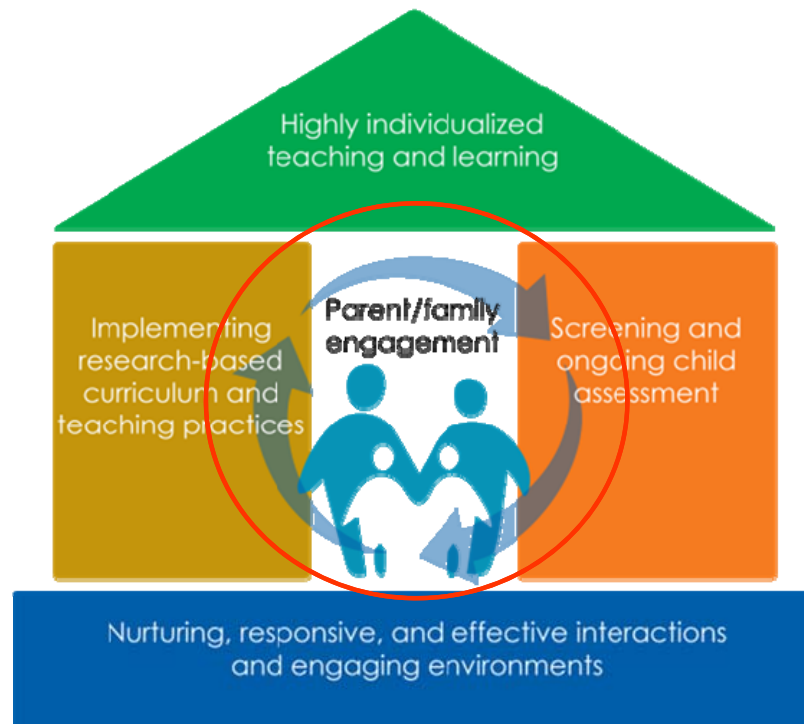 Highly individualized
teaching and learning
Implementing
research-based
curriculum and
teaching practices
Parent/family
engagement
Screening and
ongoing child
assessment
Nurturing, responsive, and effective interactions
and engaging environments